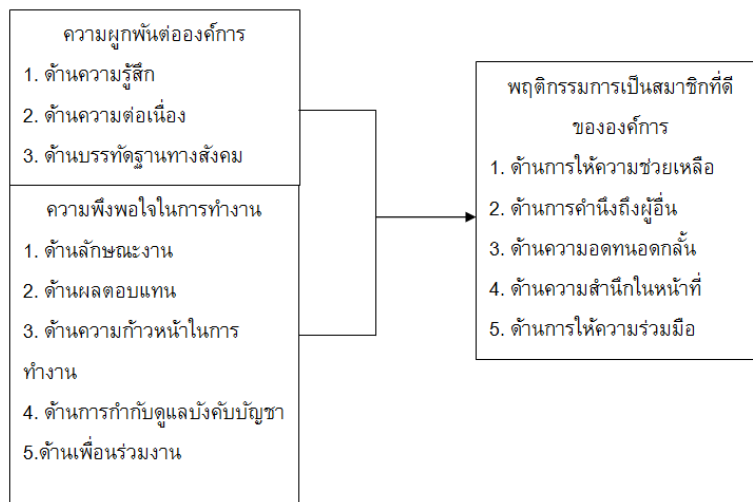 ความผูกพันต่อองค์การ
1. ด้านความรู้สึก
2. ด้านความต่อเนื่อง
3. ด้านบรรทัดฐานทางสังคม
ความพึงพอใจในการทำงาน
1. ด้านลักษณะงาน
2. ด้านผลตอบแทน
3. ด้านความก้าวหน้าในการ
ทำงาน
4. ด้านการกำกับดูแลบังคับบัญชา
5.ด้านเพื่อนร่วมงาน
พฤติกรรมการเป็นสมาชิกที่ดี
ขององค์การ
1. ด้านการให้ความช่วยเหลือ
2. ด้านการคำนึงถึงผู้อื่น
3. ด้านความอดทนอดกลั้น
4. ด้านความสำนึกในหน้าที่
5. ด้านการให้ความร่วมมือ